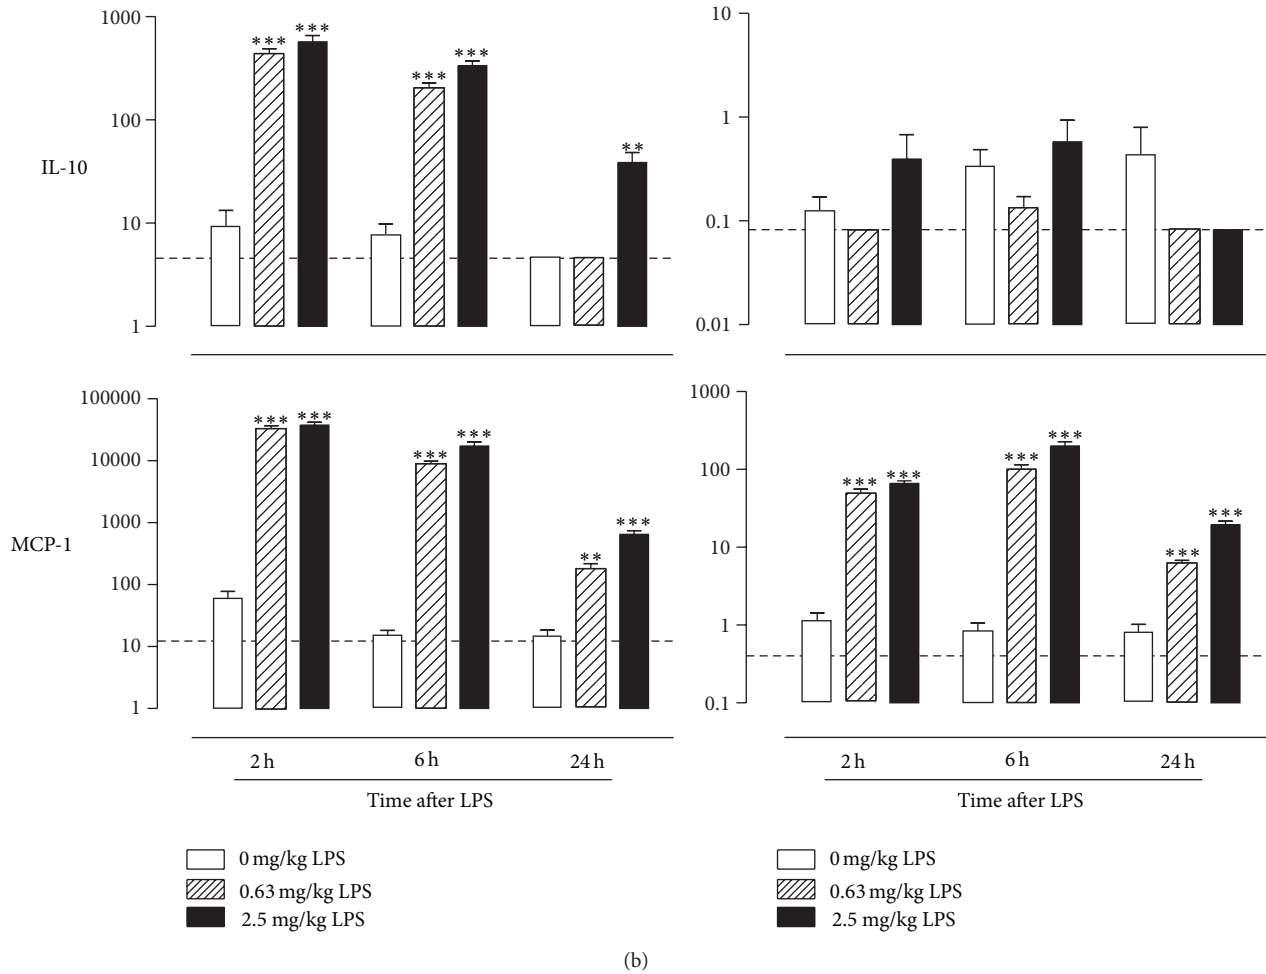 IL-10
1000
100
10
1
*** ***
*** ***
**
10
1
0.1
0.01
MCP-1
100000
10000
1000
100
10
1
*** ***
*** ***
** ***
1000
100
10
1
0.1
*** ***
*** ***
*** ***
2 h 6 h 24 h
Time after LPS
2 h 6 h 24 h
Time after LPS
0 mg/kg LPS
0.63 mg/kg LPS
2.5 mg/kg LPS
0 mg/kg LPS
0.63 mg/kg LPS
2.5 mg/kg LPS
(b)